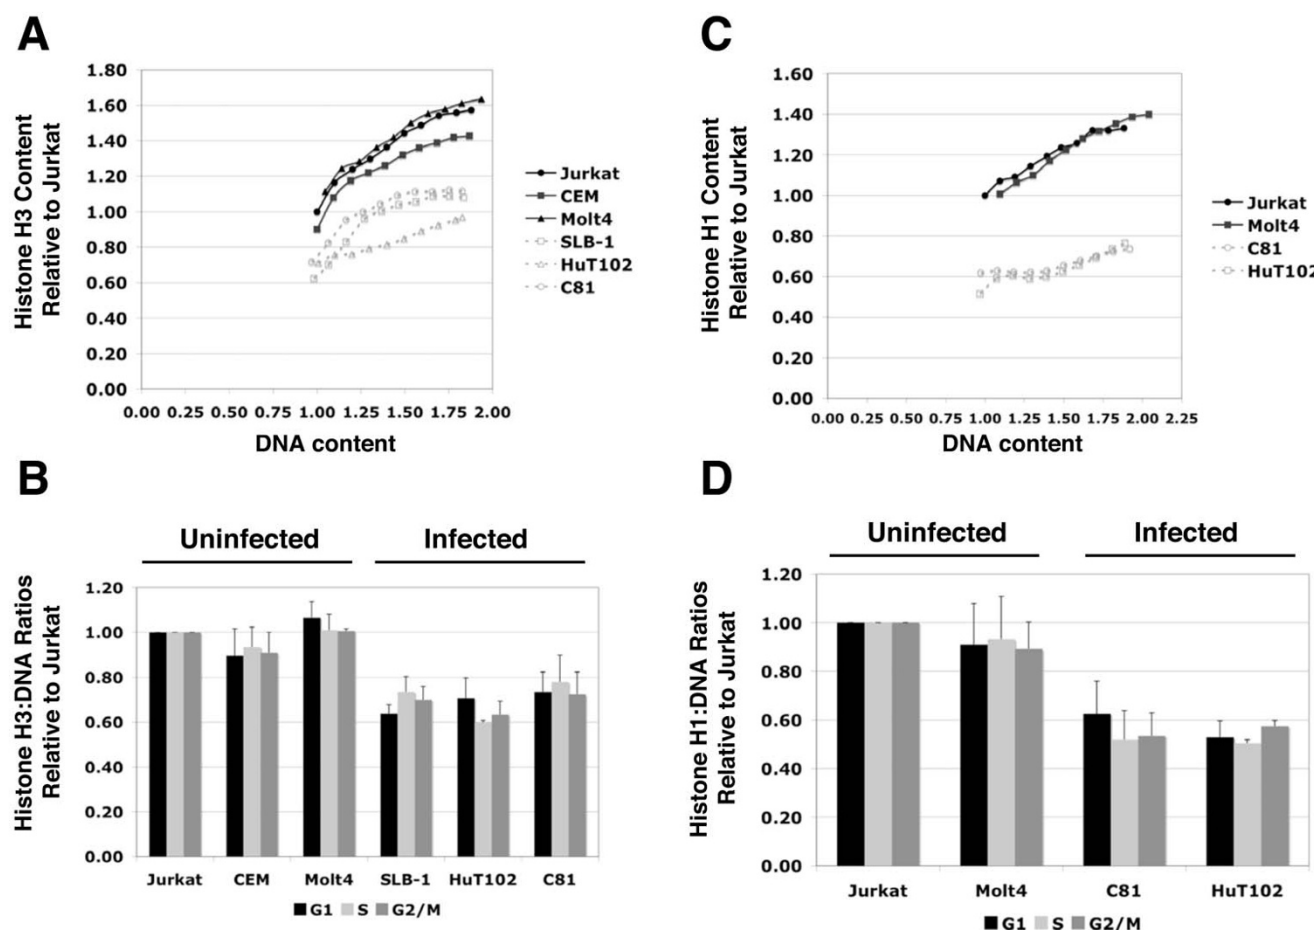 A
Histone H3 Content
Relative to Jurkat
1.80
1.60
1.40
1.20
1.00
0.80
0.60
0.40
0.20
0.00
0.00 0.25 0.50 0.75 1.00 1.25 1.50 1.75 2.00
DNA content
Jurkat
CEM
Molt4
SLB-1
HuT102
C81
C
Histone H1 Content
Relative to Jurkat
1.60
1.40
1.20
1.00
0.80
0.60
0.40
0.20
0.00
0.00 0.25 0.50 0.75 1.00 1.25 1.50 1.75 2.00 2.25
DNA content
Jurkat
Molt4
C81
HuT102
B
Uninfected Infected
Histone H3:DNA Ratios
Relative to Jurkat
1.20
1.00
0.80
0.60
0.40
0.20
0.00
Jurkat CEM Molt4 SLB-1 HuT102 C81
G1 S G2/M
D
Uninfected Infected
Histone H1:DNA Ratios
Relative to Jurkat
1.20
1.00
0.80
0.60
0.40
0.20
0.00
Jurkat Molt4 C81 HuT102
G1 S G2/M